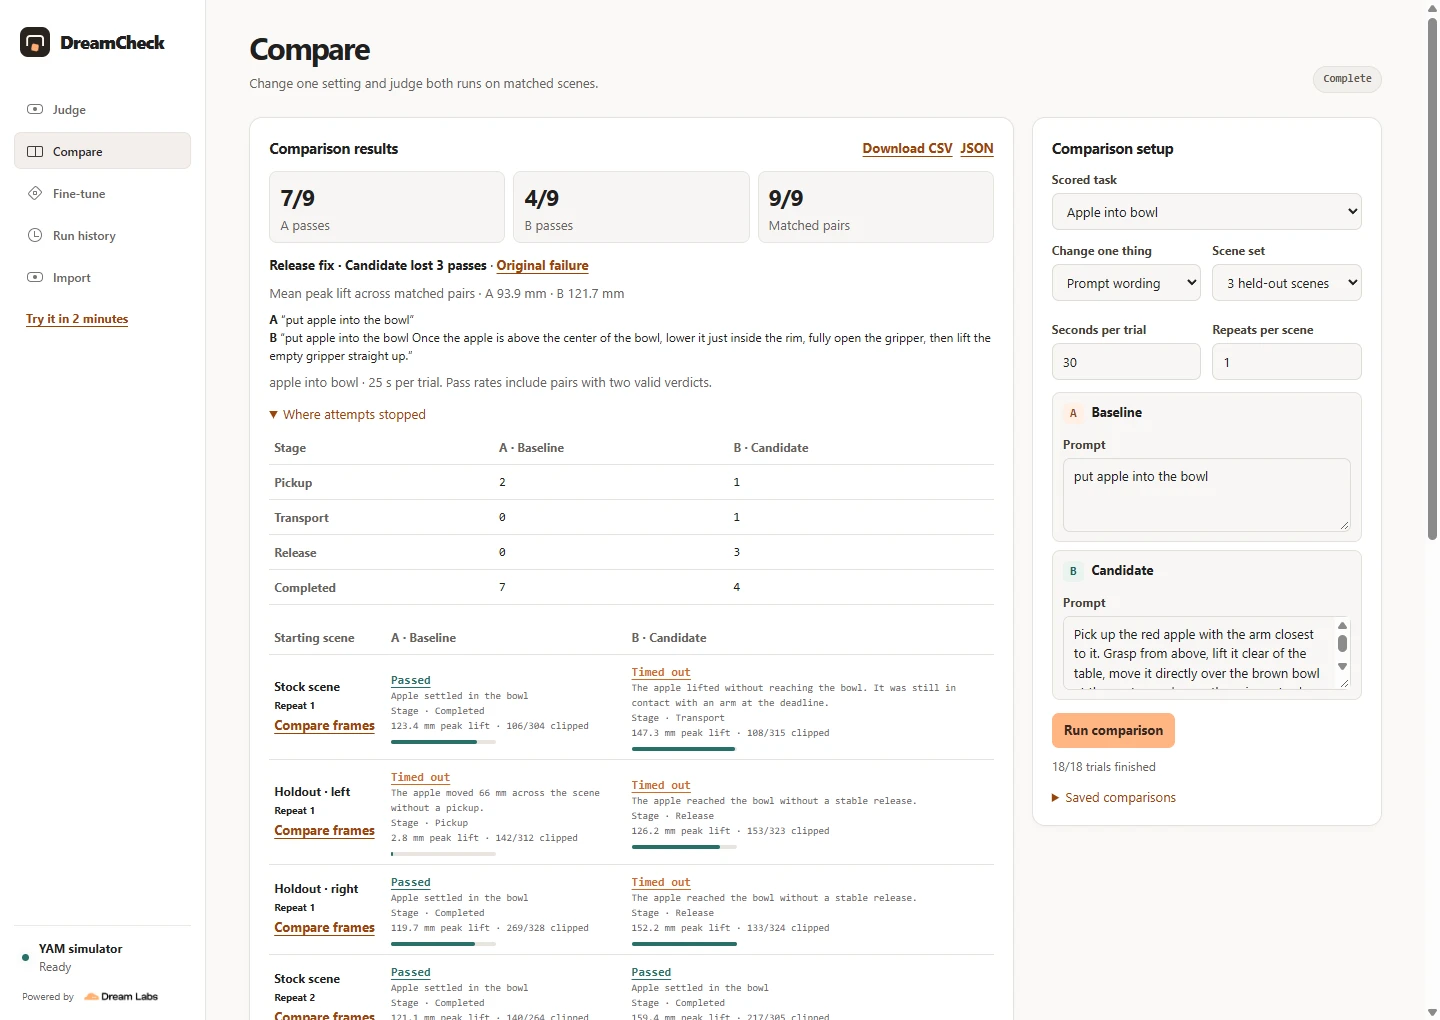 DreamCheck
Judge
Compare
Fine-tune
Run history
Import
Try it in 2 minutes
YAM simulator
Ready
Powered by Dream Labs
Compare
Change one setting and judge both runs on matched scenes.
Complete
Comparison results
Download CSV JSON
7/9
A passes
4/9
B passes
9/9
Matched pairs
Release fix · Candidate lost 3 passes · Original failure
Mean peak lift across matched pairs · A 93.9 mm · B 121.7 mm
A “put apple into the bowl”
B “put apple into the bowl Once the apple is above the center of the bowl, lower it just inside the rim, fully open the gripper, then lift the
empty gripper straight up.”
apple into bowl · 25 s per trial. Pass rates include pairs with two valid verdicts.
▼ Where attempts stopped
Stage A · Baseline B · Candidate
Pickup 2 1
Transport 0 1
Release 0 3
Completed 7 4
Starting scene A · Baseline B · Candidate
Stock scene
Repeat 1
Compare frames
Passed
Apple settled in the bowl
Stage · Completed
123.4 mm peak lift · 106/304 clipped
Timed out
The apple lifted without reaching the bowl. It was still in
contact with an arm at the deadline.
Stage · Transport
147.3 mm peak lift · 108/315 clipped
Holdout · left
Repeat 1
Compare frames
Timed out
The apple moved 66 mm across the scene
without a pickup.
Stage · Pickup
2.8 mm peak lift · 142/312 clipped
Timed out
The apple reached the bowl without a stable release.
Stage · Release
126.2 mm peak lift · 153/323 clipped
Holdout · right
Repeat 1
Compare frames
Passed
Apple settled in the bowl
Stage · Completed
119.7 mm peak lift · 269/328 clipped
Timed out
The apple reached the bowl without a stable release.
Stage · Release
152.2 mm peak lift · 133/324 clipped
Stock scene
Repeat 2
Compare frames
Passed
Apple settled in the bowl
Stage · Completed
121.1 mm peak lift · 140/264 clipped
Passed
Apple settled in the bowl
Stage · Completed
159.4 mm peak lift · 217/305 clipped
Comparison setup
Scored task
Apple into bowl
Change one thing Scene set
Prompt wording 3 held-out scenes
Seconds per trial Repeats per scene
30 1
A Baseline
Prompt
put apple into the bowl
B Candidate
Prompt
Pick up the red apple with the arm closest
to it. Grasp from above, lift it clear of the
table, move it directly over the brown bowl
Run comparison
18/18 trials finished
▶ Saved comparisons